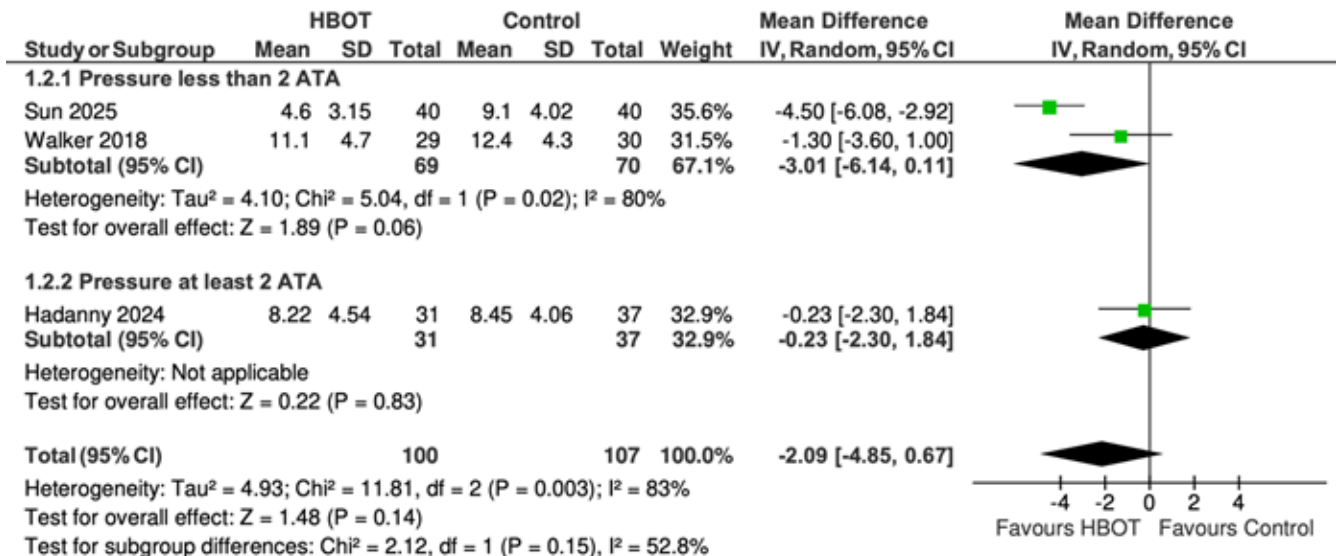 HBOT Control Mean Difference Mean Difference
Study or Subgroup Mean SD Total Mean SD Total Weight IV, Random, 95% CI IV, Random, 95% CI
1.2.1 Pressure less than 2 ATA
Sun 2025 4.6 3.15 40 9.1 4.02 40 35.6% -4.50 [-6.08, -2.92]
Walker 2018 11.1 4.7 29 12.4 4.3 30 31.5% -1.30 [-3.60, 1.00]
Subtotal (95% CI) 69 70 67.1% -3.01 [-6.14, 0.11]
Heterogeneity: Tau² = 4.10; Chi² = 5.04, df = 1 (P = 0.02); I² = 80%
Test for overall effect: Z = 1.89 (P = 0.06)
1.2.2 Pressure at least 2 ATA
Hadanny 2024 8.22 4.54 31 8.45 4.06 37 32.9% -0.23 [-2.30, 1.84]
Subtotal (95% CI) 31 37 32.9% -0.23 [-2.30, 1.84]
Heterogeneity: Not applicable
Test for overall effect: Z = 0.22 (P = 0.83)
Total (95% CI) 100 107 100.0% -2.09 [-4.85, 0.67]
Heterogeneity: Tau² = 4.93; Chi² = 11.81, df = 2 (P = 0.003); I² = 83%
Test for overall effect: Z = 1.48 (P = 0.14)
Test for subgroup differences: Chi² = 2.12, df = 1 (P = 0.15), I² = 52.8%
-4 -2 0 2 4
Favours HBOT Favours Control